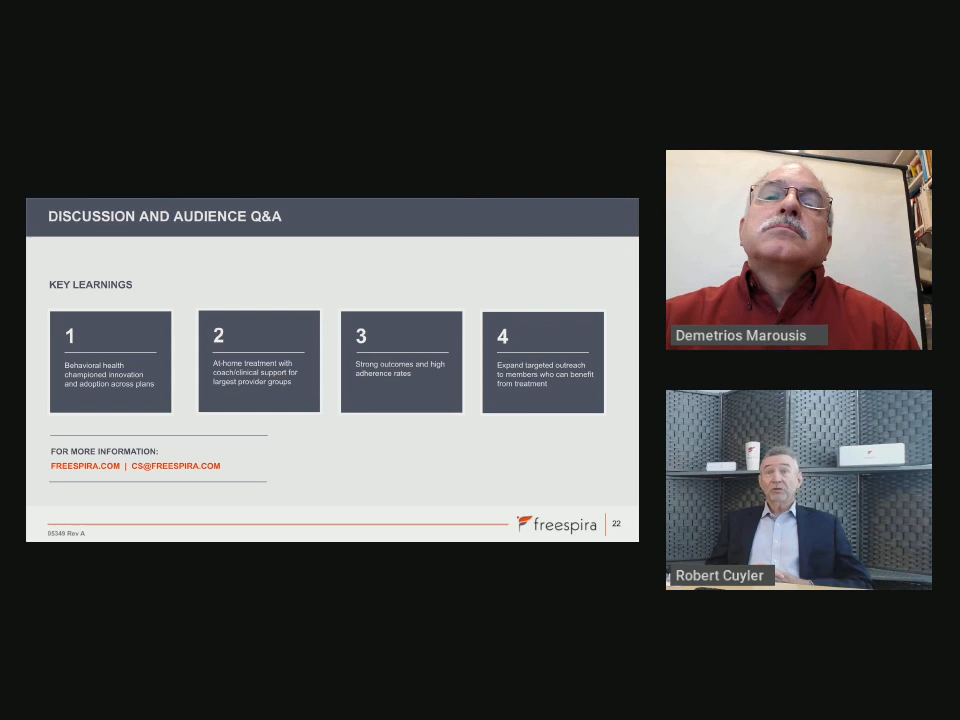 DISCUSSION AND AUDIENCE Q&A
KEY LEARNINGS
1
Behavioral health
championed innovation
and adoption across plans
2
At-home treatment with
coach/clinical support for
largest provider groups
3
Strong outcomes and high
adherence rates
4
Expand targeted outreach
to members who can benefit
from treatment
FOR MORE INFORMATION:
FREESPIRA.COM | CS@FREESPIRA.COM
05349 Rev A
freespira
22
Demetrios Marousis
Robert Cuyler